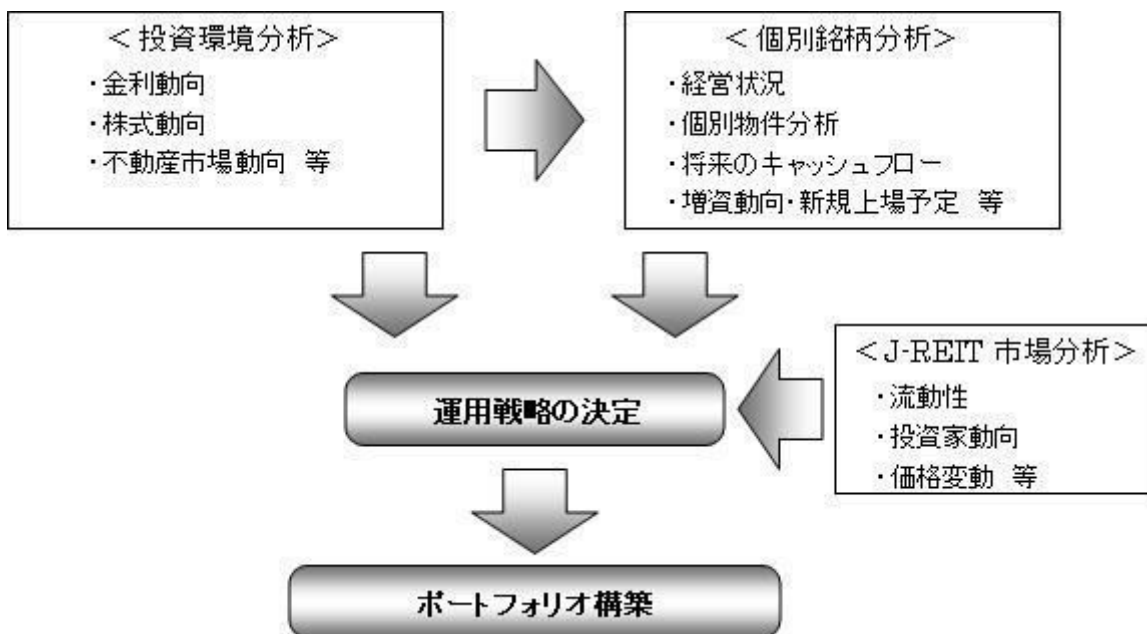 ＜投資環境分析＞
・金利動向
・株式動向
・不動産市場動向　等
＜個別銘柄分析＞
・経営状況
・個別物件分析
・将来のキャッシュフロー
・増資動向・新規上場予定　等
＜J-REIT 市場分析＞
・流動性
・投資家動向
・価格変動　等
運用戦略の決定
ポートフォリオ構築